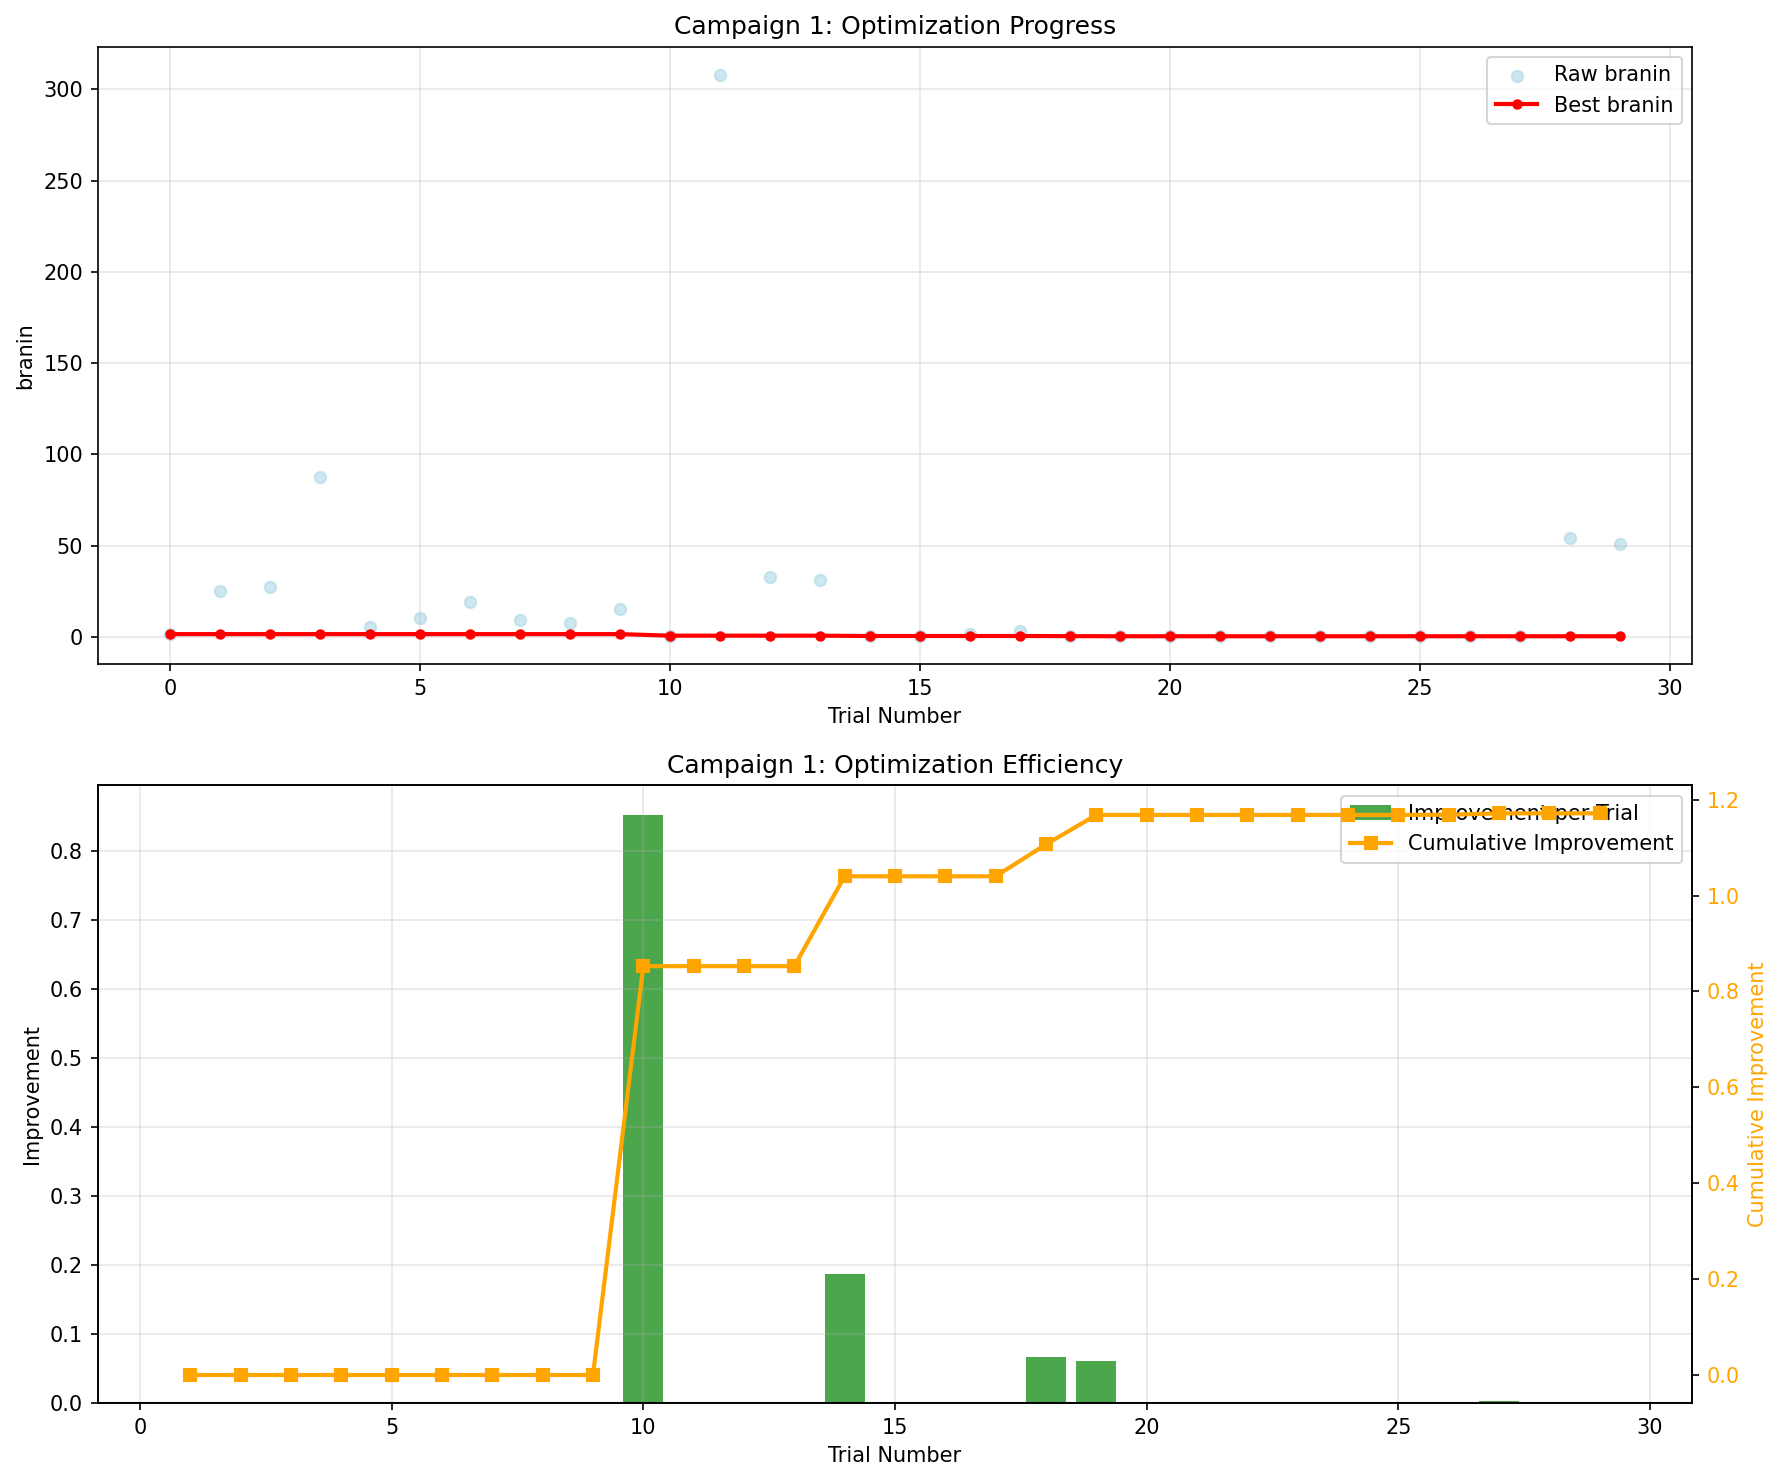 Campaign 1: Optimization Progress
Raw branin
Best branin
300
250
200
150
100
50
0
branin
0 5 10 15 20 25 30
Trial Number
Campaign 1: Optimization Efficiency
Improvement per Trial
Cumulative Improvement
0.8
0.7
0.6
0.5
0.4
0.3
0.2
0.1
0.0
Improvement
1.2
1.0
0.8
0.6
0.4
0.2
0.0
Cumulative Improvement
0 5 10 15 20 25 30
Trial Number